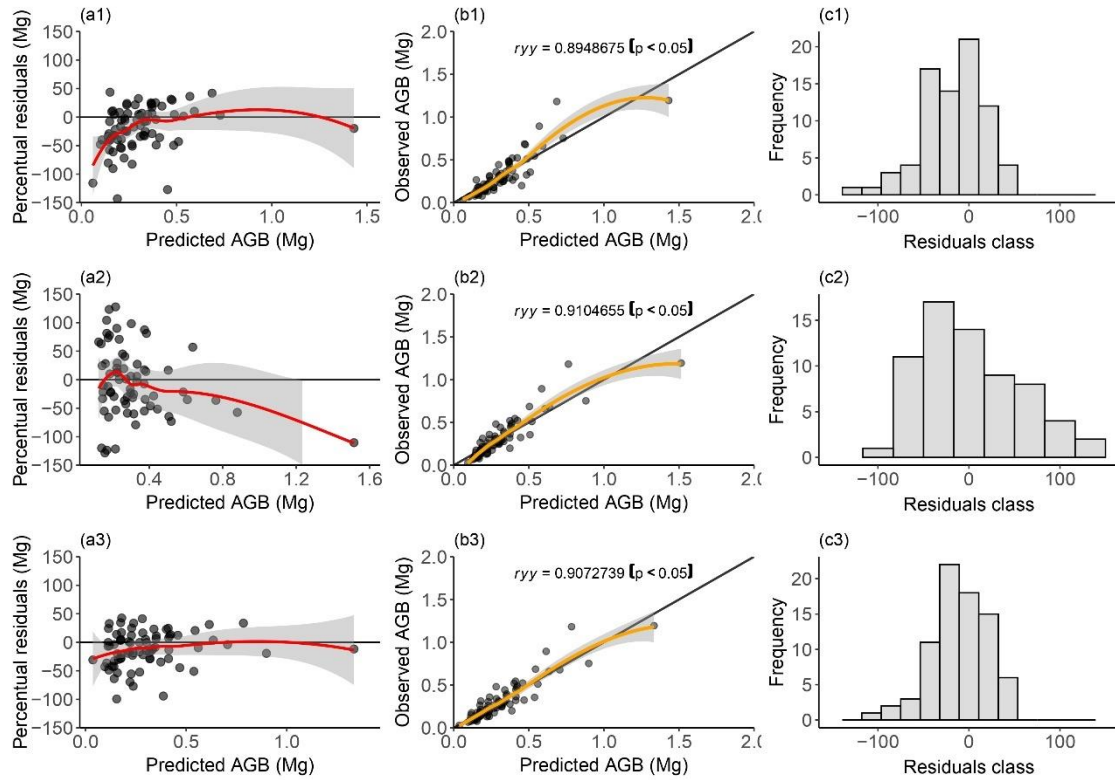 (a1)
Percentual residuals (Mg)
150
100
50
0
−50
−100
−150
0.0
0.5
1.0
1.5
Predicted AGB (Mg)
(b1)
ryy = 0.8948675 (p < 0.05)
Observed AGB (Mg)
2.0
1.5
1.0
0.5
0.0
0.0
0.5
1.0
1.5
2.0
Predicted AGB (Mg)
(c1)
Frequency
20
15
10
5
0
−100
0
100
Residuals class
(a2)
Percentual residuals (Mg)
150
100
50
0
−50
−100
−150
0.4
0.8
1.2
1.6
Predicted AGB (Mg)
(b2)
ryy = 0.9104655 (p < 0.05)
Observed AGB (Mg)
2.0
1.5
1.0
0.5
0.0
0.0
0.5
1.0
1.5
2.0
Predicted AGB (Mg)
(c2)
Frequency
15
10
5
0
−100
0
100
Residuals class
(a3)
Percentual residuals (Mg)
150
100
50
0
−50
−100
−150
0.0
0.5
1.0
Predicted AGB (Mg)
(b3)
ryy = 0.9072739 (p < 0.05)
Observed AGB (Mg)
2.0
1.5
1.0
0.5
0.0
0.0
0.5
1.0
1.5
2.0
Predicted AGB (Mg)
(c3)
Frequency
20
10
0
−100
0
100
Residuals class